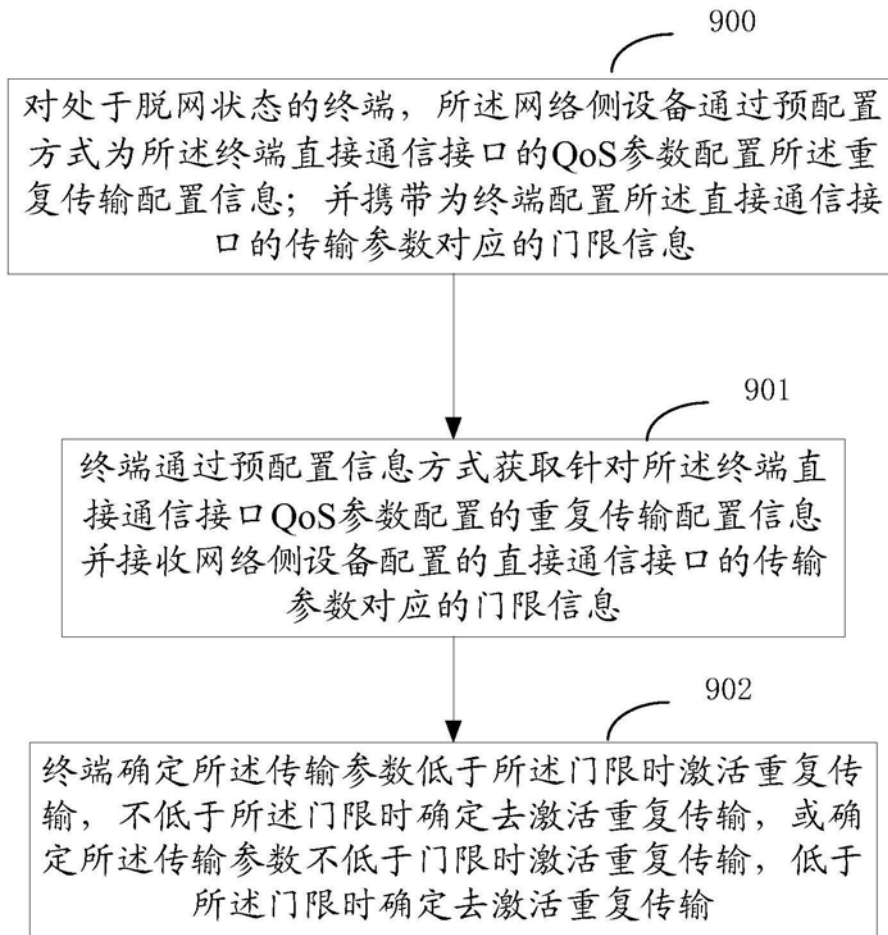 900
对处于脱网状态的终端，所述网络侧设备通过预配置
方式为所述终端直接通信接口的QoS参数配置所述重
复传输配置信息；并携带为终端配置所述直接通信接
口的传输参数对应的门限信息
901
终端通过预配置信息方式获取针对所述终端直
接通信接口QoS参数配置的重复传输配置信息
并接收网络侧设备配置的直接通信接口的传输
参数对应的门限信息
902
终端确定所述传输参数低于所述门限时激活重复传
输，不低于所述门限时确定去激活重复传输，或确
定所述传输参数不低于门限时激活重复传输，低于
所述门限时确定去激活重复传输